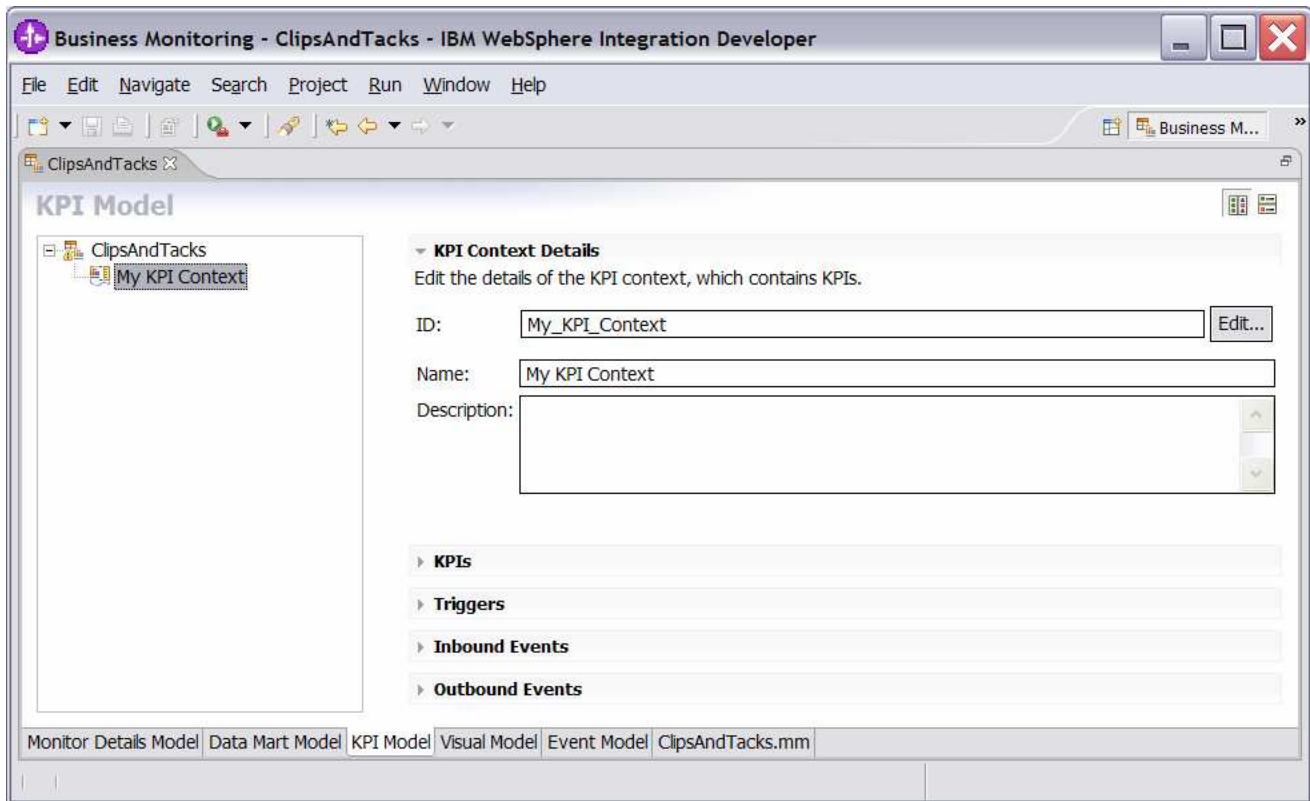 Business Monitoring - ClipsAndTacks - IBM WebSphere Integration Developer
File Edit Navigate Search Project Run Window Help
Business M... »
ClipsAndTacks
KPI Model
ClipsAndTacks
My KPI Context
KPI Context Details
Edit the details of the KPI context, which contains KPIs.
ID: My_KPI_Context Edit...
Name: My KPI Context
Description:
KPIs
Triggers
Inbound Events
Outbound Events
Monitor Details Model Data Mart Model KPI Model Visual Model Event Model ClipsAndTacks.mm